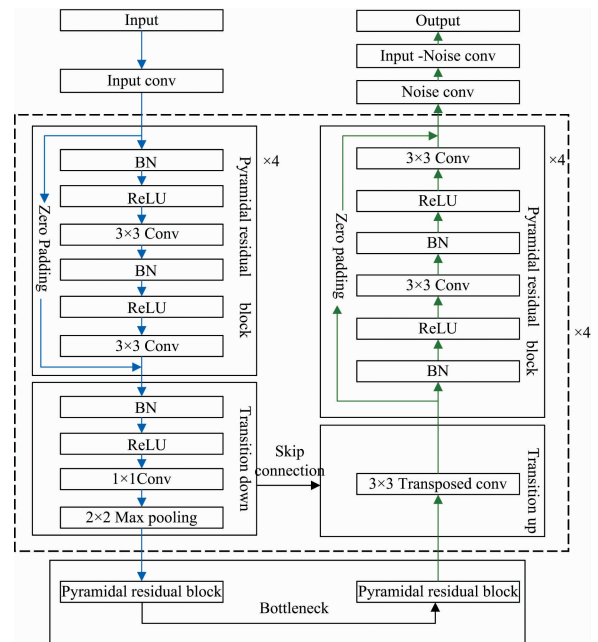 Input
Input conv
BN
ReLU
3×3 Conv
BN
ReLU
3×3 Conv
Zero Padding
Pyramidal residual block
×4
BN
ReLU
1×1Conv
2×2 Max pooling
Transition down
Skip
connection
Pyramidal residual block
Bottleneck
Pyramidal residual block
Output
Input -Noise conv
Noise conv
3×3 Conv
ReLU
BN
3×3 Conv
ReLU
BN
Zero padding
Pyramidal residual block
×4
×4
3×3 Transposed conv
Transition up